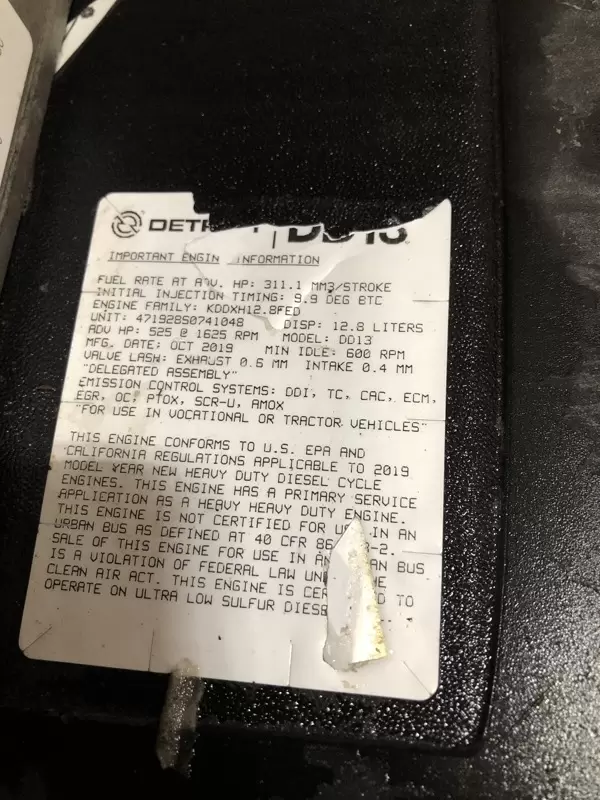 DD13
IMPORTANT ENGIN INFORMATION
FUEL RATE AT ADV. HP: 311.1 MM3/STROKE
INITIAL INJECTION TIMING: 9.9 DEG BTC
ENGINE FAMILY: KDDXH12.8FED
UNIT: 471928S0741048 DISP: 12.8 LITERS
ADV HP: 525 @ 1625 RPM MODEL: DD13
MFG. DATE: OCT 2019 MIN IDLE: 600 RPM
VALVE LASH: EXHAUST 0.6 MM INTAKE 0.4 MM
"DELEGATED ASSEMBLY"
EMISSION CONTROL SYSTEMS: DDI, TC, CAC, ECM,
EGR, OC, PTOX, SCR-U, AMOX
"FOR USE IN VOCATIONAL OR TRACTOR VEHICLES"
THIS ENGINE CONFORMS TO U.S. EPA AND
CALIFORNIA REGULATIONS APPLICABLE TO 2019
MODEL YEAR NEW HEAVY DUTY DIESEL CYCLE
ENGINES. THIS ENGINE HAS A PRIMARY SERVICE
APPLICATION AS A HEAVY HEAVY DUTY ENGINE.
THIS ENGINE IS NOT CERTIFIED FOR USE IN AN
URBAN BUS AS DEFINED AT 40 CFR 86
SALE OF THIS ENGINE FOR USE IN AN BUS
IS A VIOLATION OF FEDERAL LAW
CLEAN AIR ACT. THIS ENGINE IS TO
OPERATE ON ULTRA LOW SULFUR